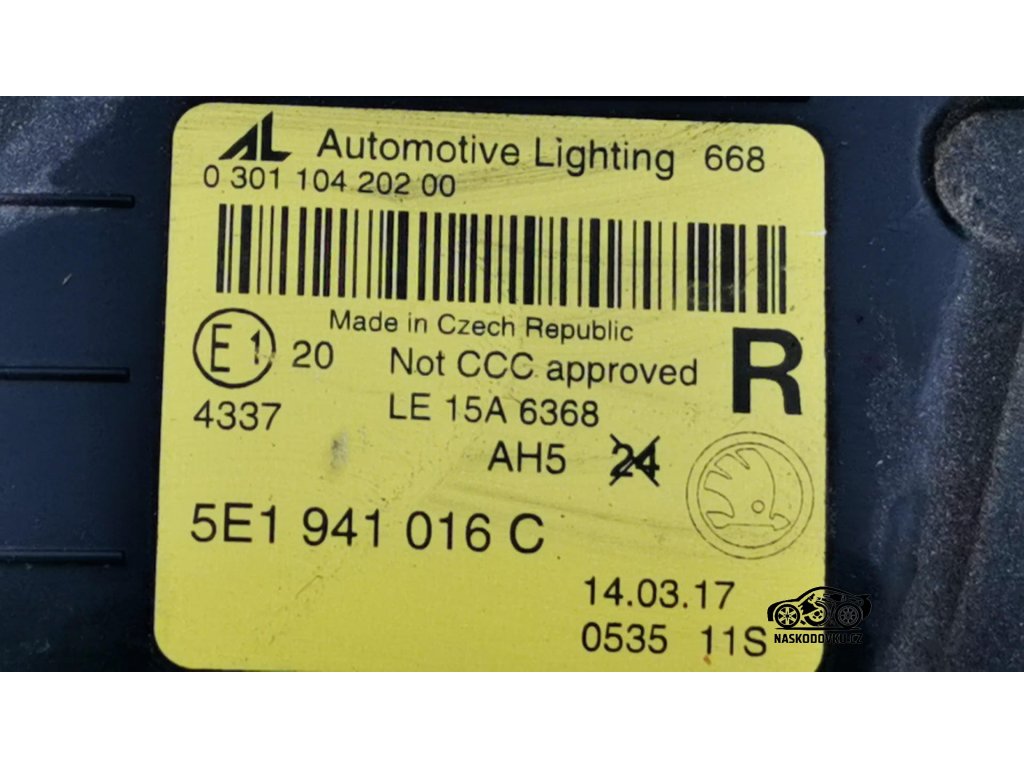 AL Automotive Lighting 668
0 301 104 202 00
Made in Czech Republic
E1 20 Not CCC approved R
4337 LE 15A 6368
AH5 24
5E1 941 016 C
14.03.17
0535 11S
NASKODOVKU.CZ